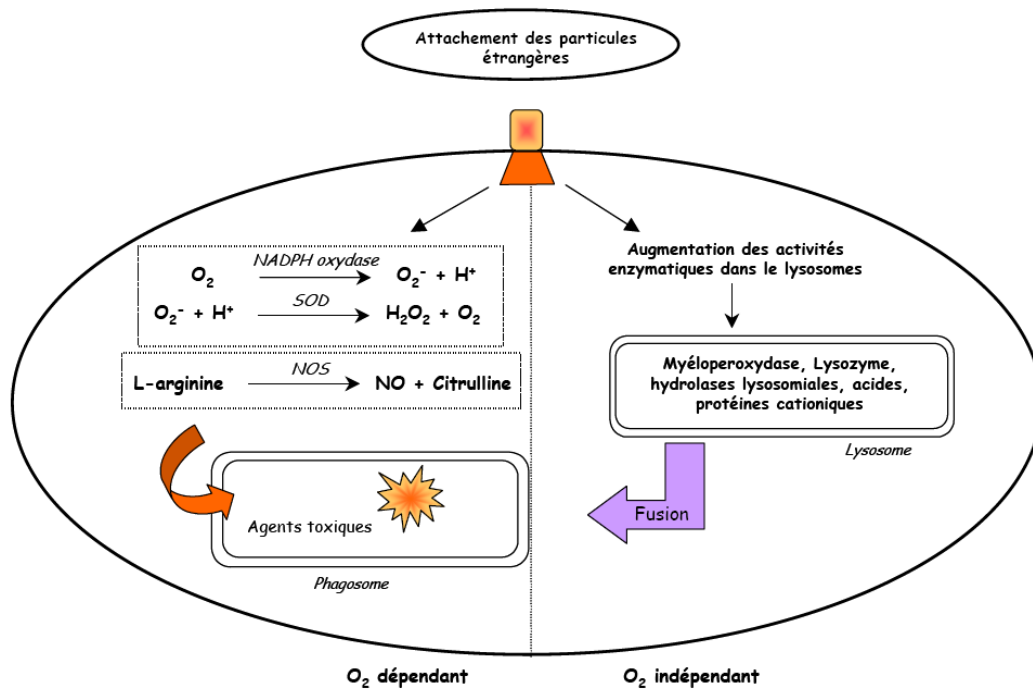 Attachement des particules
étrangères
NADPH oxydase
O₂ O₂⁻ + H⁺
SOD
O₂⁻ + H⁺ H₂O₂ + O₂
NOS
L-arginine NO + Citrulline
Agents toxiques
Phagosome
Augmentation des activités
enzymatiques dans le lysosomes
Myéloperoxydase, Lysozyme,
hydrolases lysosomiales, acides,
protéines cationiques
Lysosome
Fusion
O₂ dépendant
O₂ indépendant